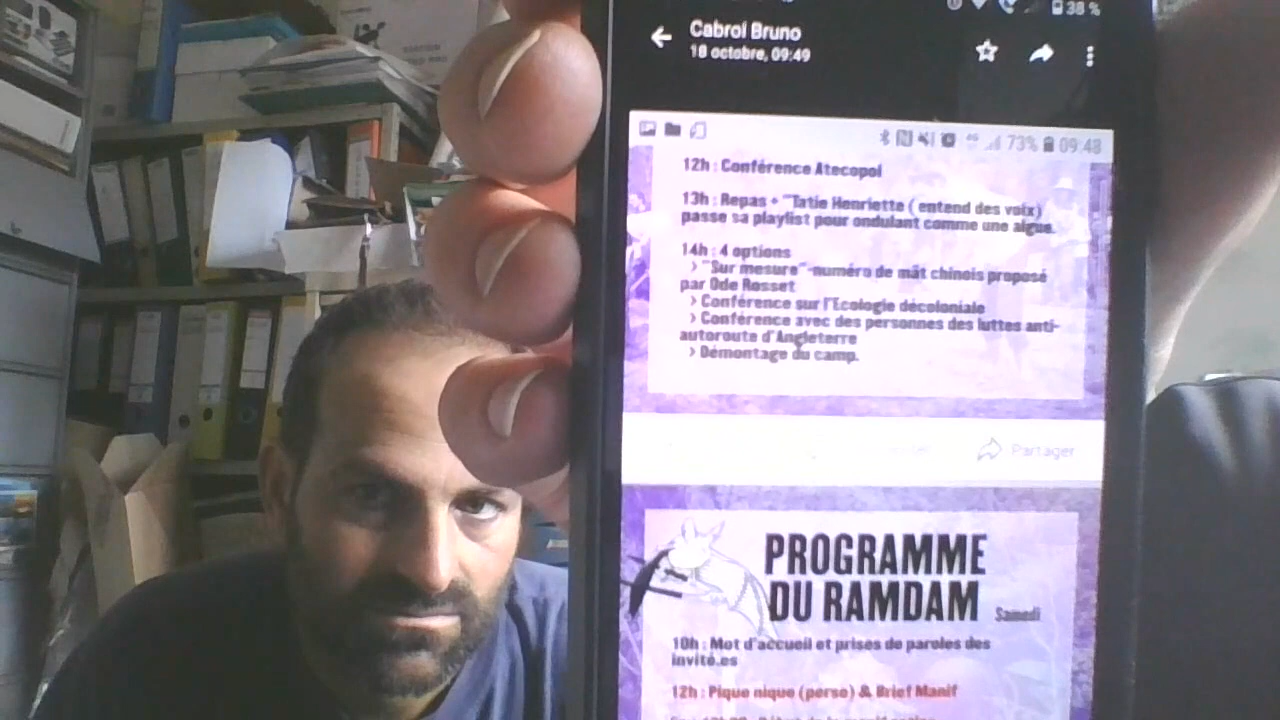 38 %
Cabrol Bruno
18 octobre, 09:49
4G 73% 09:48
12h : Conférence Atecopol
13h : Repas + "Tatie Henriette ( entend des voix)
passe sa playlist pour ondulant comme une algue.
14h : 4 options
> "Sur mesure" -numéro de mât chinois proposé
par Ode Rosset
> Conférence sur l'Ecologie décoloniale
> Conférence avec des personnes des luttes anti-
autoroute d'Angleterre
> Démontage du camp.
Partager
PROGRAMME
DU RAMDAM Samedi
10h : Mot d'accueil et prises de paroles des
invité.es
12h : Pique nique (perso) & Brief Manif